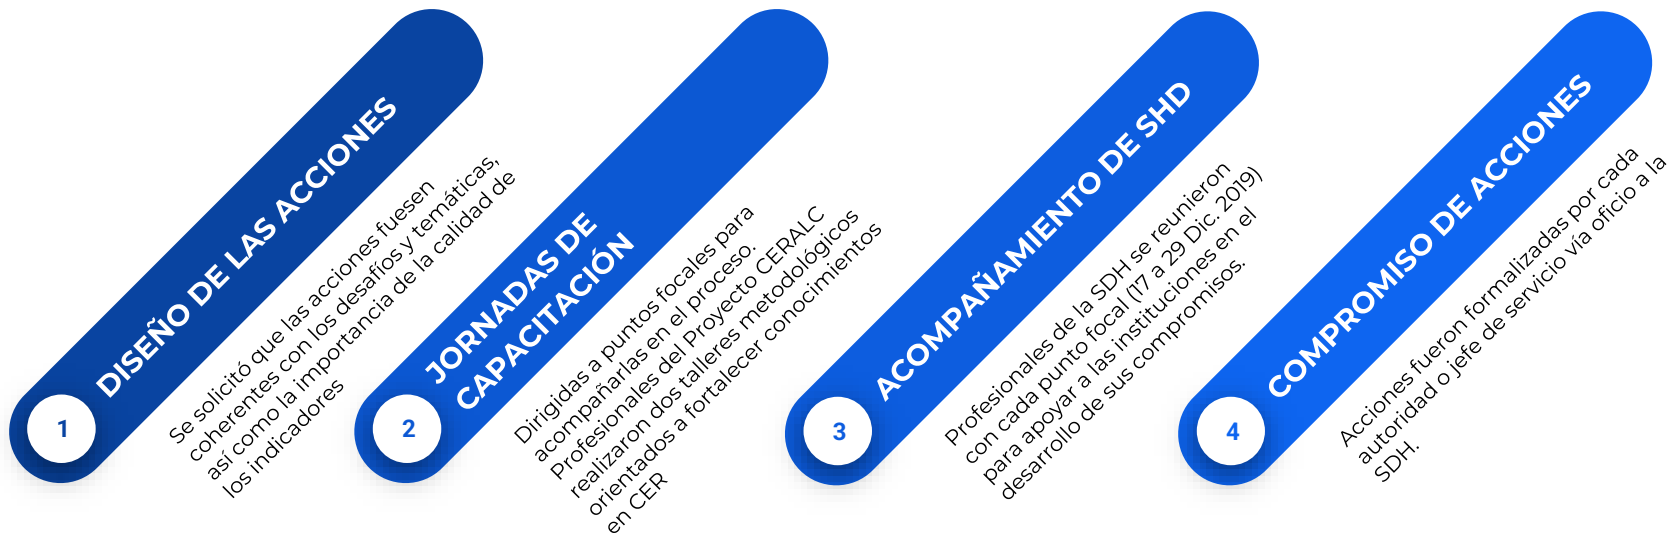 1
DISEÑO DE LAS ACCIONES
Se solicitó que las acciones fuesen
coherentes con los desafíos y temáticas,
así como la importancia de la calidad de
los indicadores
2
JORNADAS DE
CAPACITACIÓN
Dirigidas a puntos focales para
acompañarlas en el proceso.
Profesionales del Proyecto CERALC
realizaron dos talleres metodológicos
orientados a fortalecer conocimientos
en CER
3
ACOMPAÑAMIENTO DE SHD
Profesionales de la SDH se reunieron
con cada punto focal (17 a 29 Dic. 2019)
para apoyar a las instituciones en el
desarrollo de sus compromisos.
4
COMPROMISO DE ACCIONES
Acciones fueron formalizadas por cada
autoridad o jefe de servicio vía oficio a la
SDH.